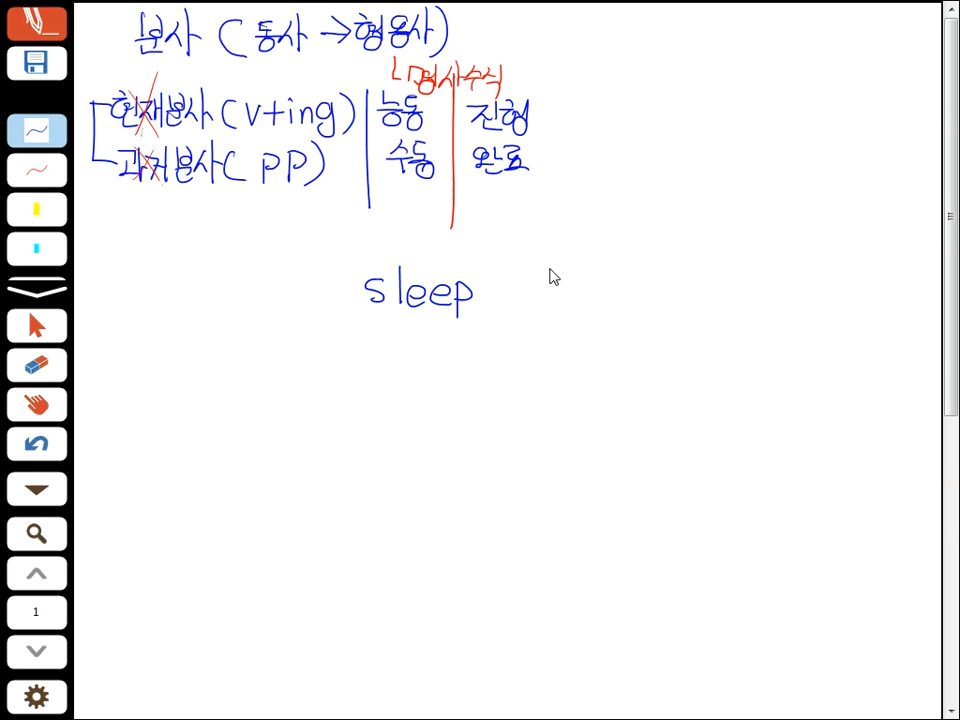 분사 ( 동사 → 형용사)
└ 명사수식
현재분사 (v+ing) 능동 진행
과거분사 ( pp) 수동 완료
sleep
1